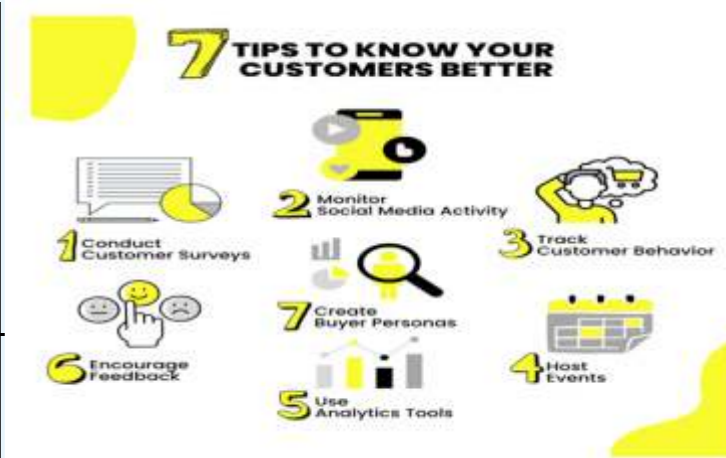 7 TIPS TO KNOW YOUR
CUSTOMERS BETTER
1 Conduct
Customer Surveys
2 Monitor
Social Media Activity
3 Track
Customer Behavior
4 Host
Events
5 Use
Analytics Tools
6 Encourage
Feedback
7 Create
Buyer Personas